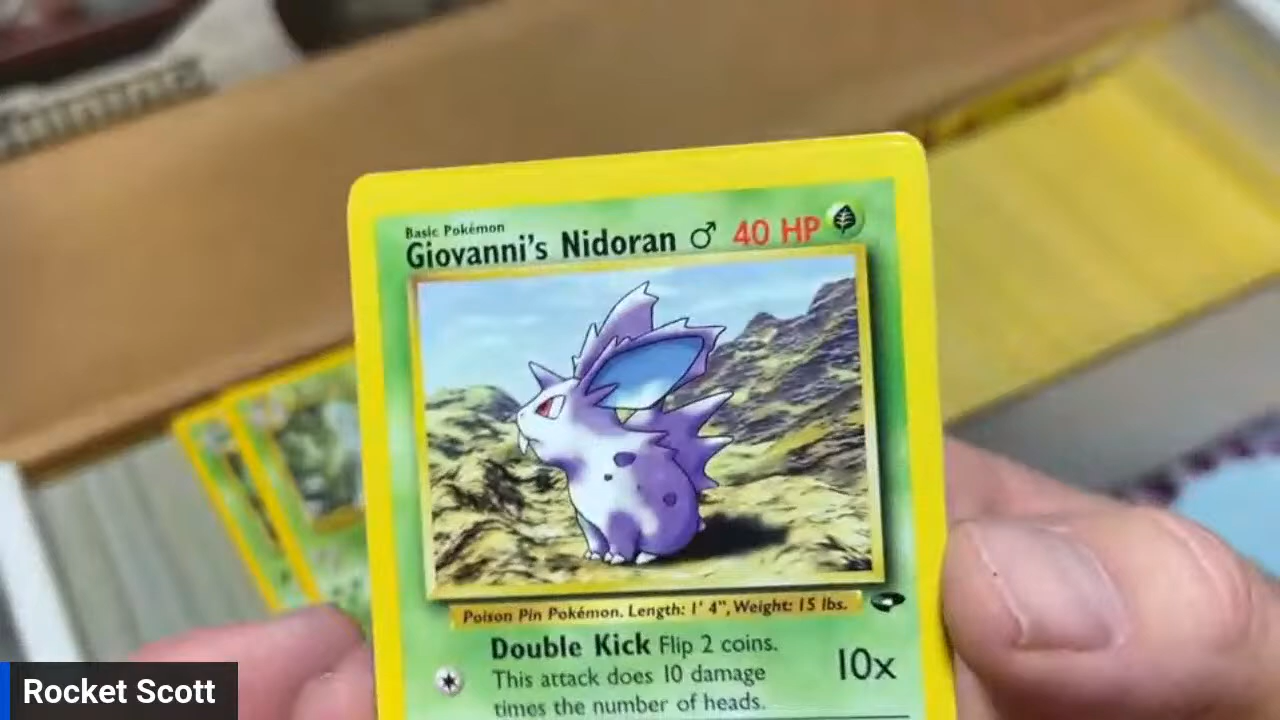 Basic Pokémon
Giovanni's Nidoran ♂ 40 HP
Poison Pin Pokémon. Length: 1' 4", Weight: 15 lbs.
Double Kick Flip 2 coins.
This attack does 10 damage
times the number of heads.
10x
Rocket Scott